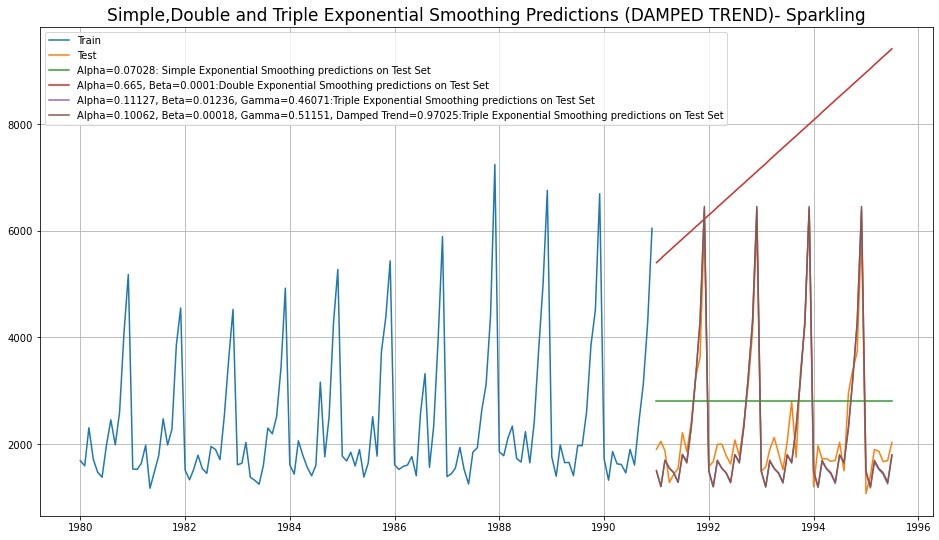 Simple,Double and Triple Exponential Smoothing Predictions (DAMPED TREND)- Sparkling
Train
Test
Alpha=0.07028: Simple Exponential Smoothing predictions on Test Set
Alpha=0.665, Beta=0.0001:Double Exponential Smoothing predictions on Test Set
Alpha=0.11127, Beta=0.01236, Gamma=0.46071:Triple Exponential Smoothing predictions on Test Set
Alpha=0.10062, Beta=0.00018, Gamma=0.51151, Damped Trend=0.97025:Triple Exponential Smoothing predictions on Test Set
8000
6000
4000
2000
1980 1982 1984 1986 1988 1990 1992 1994 1996